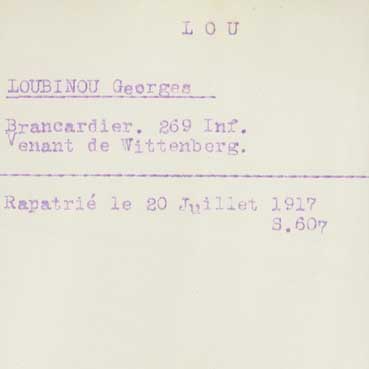 L O U
LOUBINOU Georges
Brancardier. 269 Inf.
Venant de Wittenberg.
Rapatrié le 20 Juillet 1917
S.607